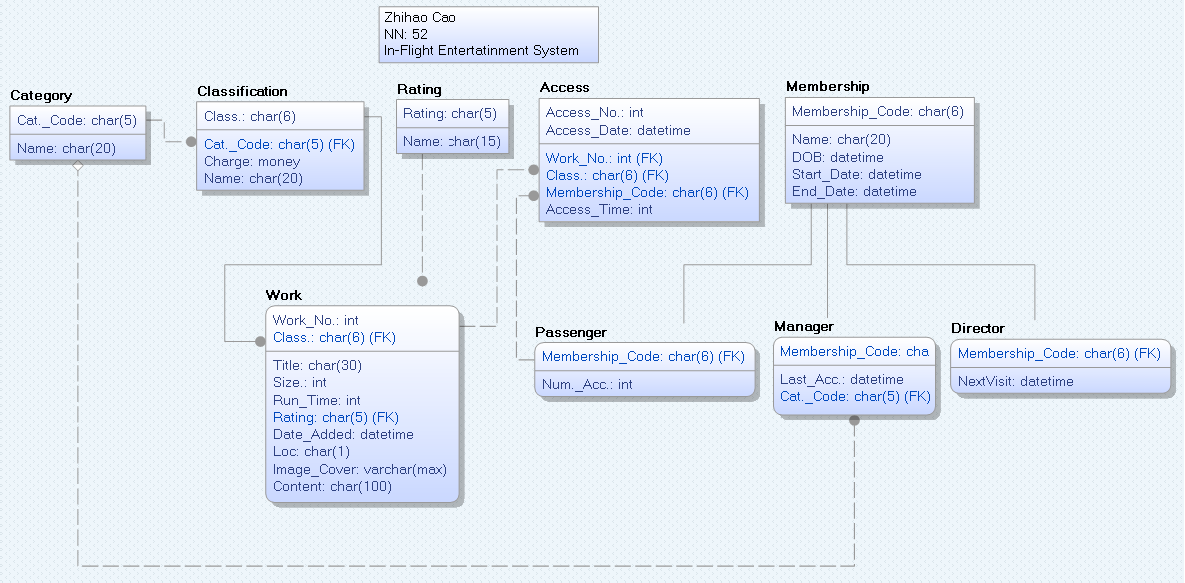 Zhihao Cao
NN: 52
In-Flight Entertatinment System
Category
Cat._Code: char(5)
Name: char(20)
Classification
Class.: char(6)
Cat._Code: char(5) (FK)
Charge: money
Name: char(20)
Rating
Rating: char(5)
Name: char(15)
Access
Access_No.: int
Access_Date: datetime
Work_No.: int (FK)
Class.: char(6) (FK)
Membership_Code: char(6) (FK)
Access_Time: int
Membership
Membership_Code: char(6)
Name: char(20)
DOB: datetime
Start_Date: datetime
End_Date: datetime
Work
Work_No.: int
Class.: char(6) (FK)
Title: char(30)
Size.: int
Run_Time: int
Rating: char(5) (FK)
Date_Added: datetime
Loc: char(1)
Image_Cover: varchar(max)
Content: char(100)
Passenger
Membership_Code: char(6) (FK)
Num._Acc.: int
Manager
Membership_Code: cha
Last_Acc.: datetime
Cat._Code: char(5) (FK)
Director
Membership_Code: char(6) (FK)
NextVisit: datetime